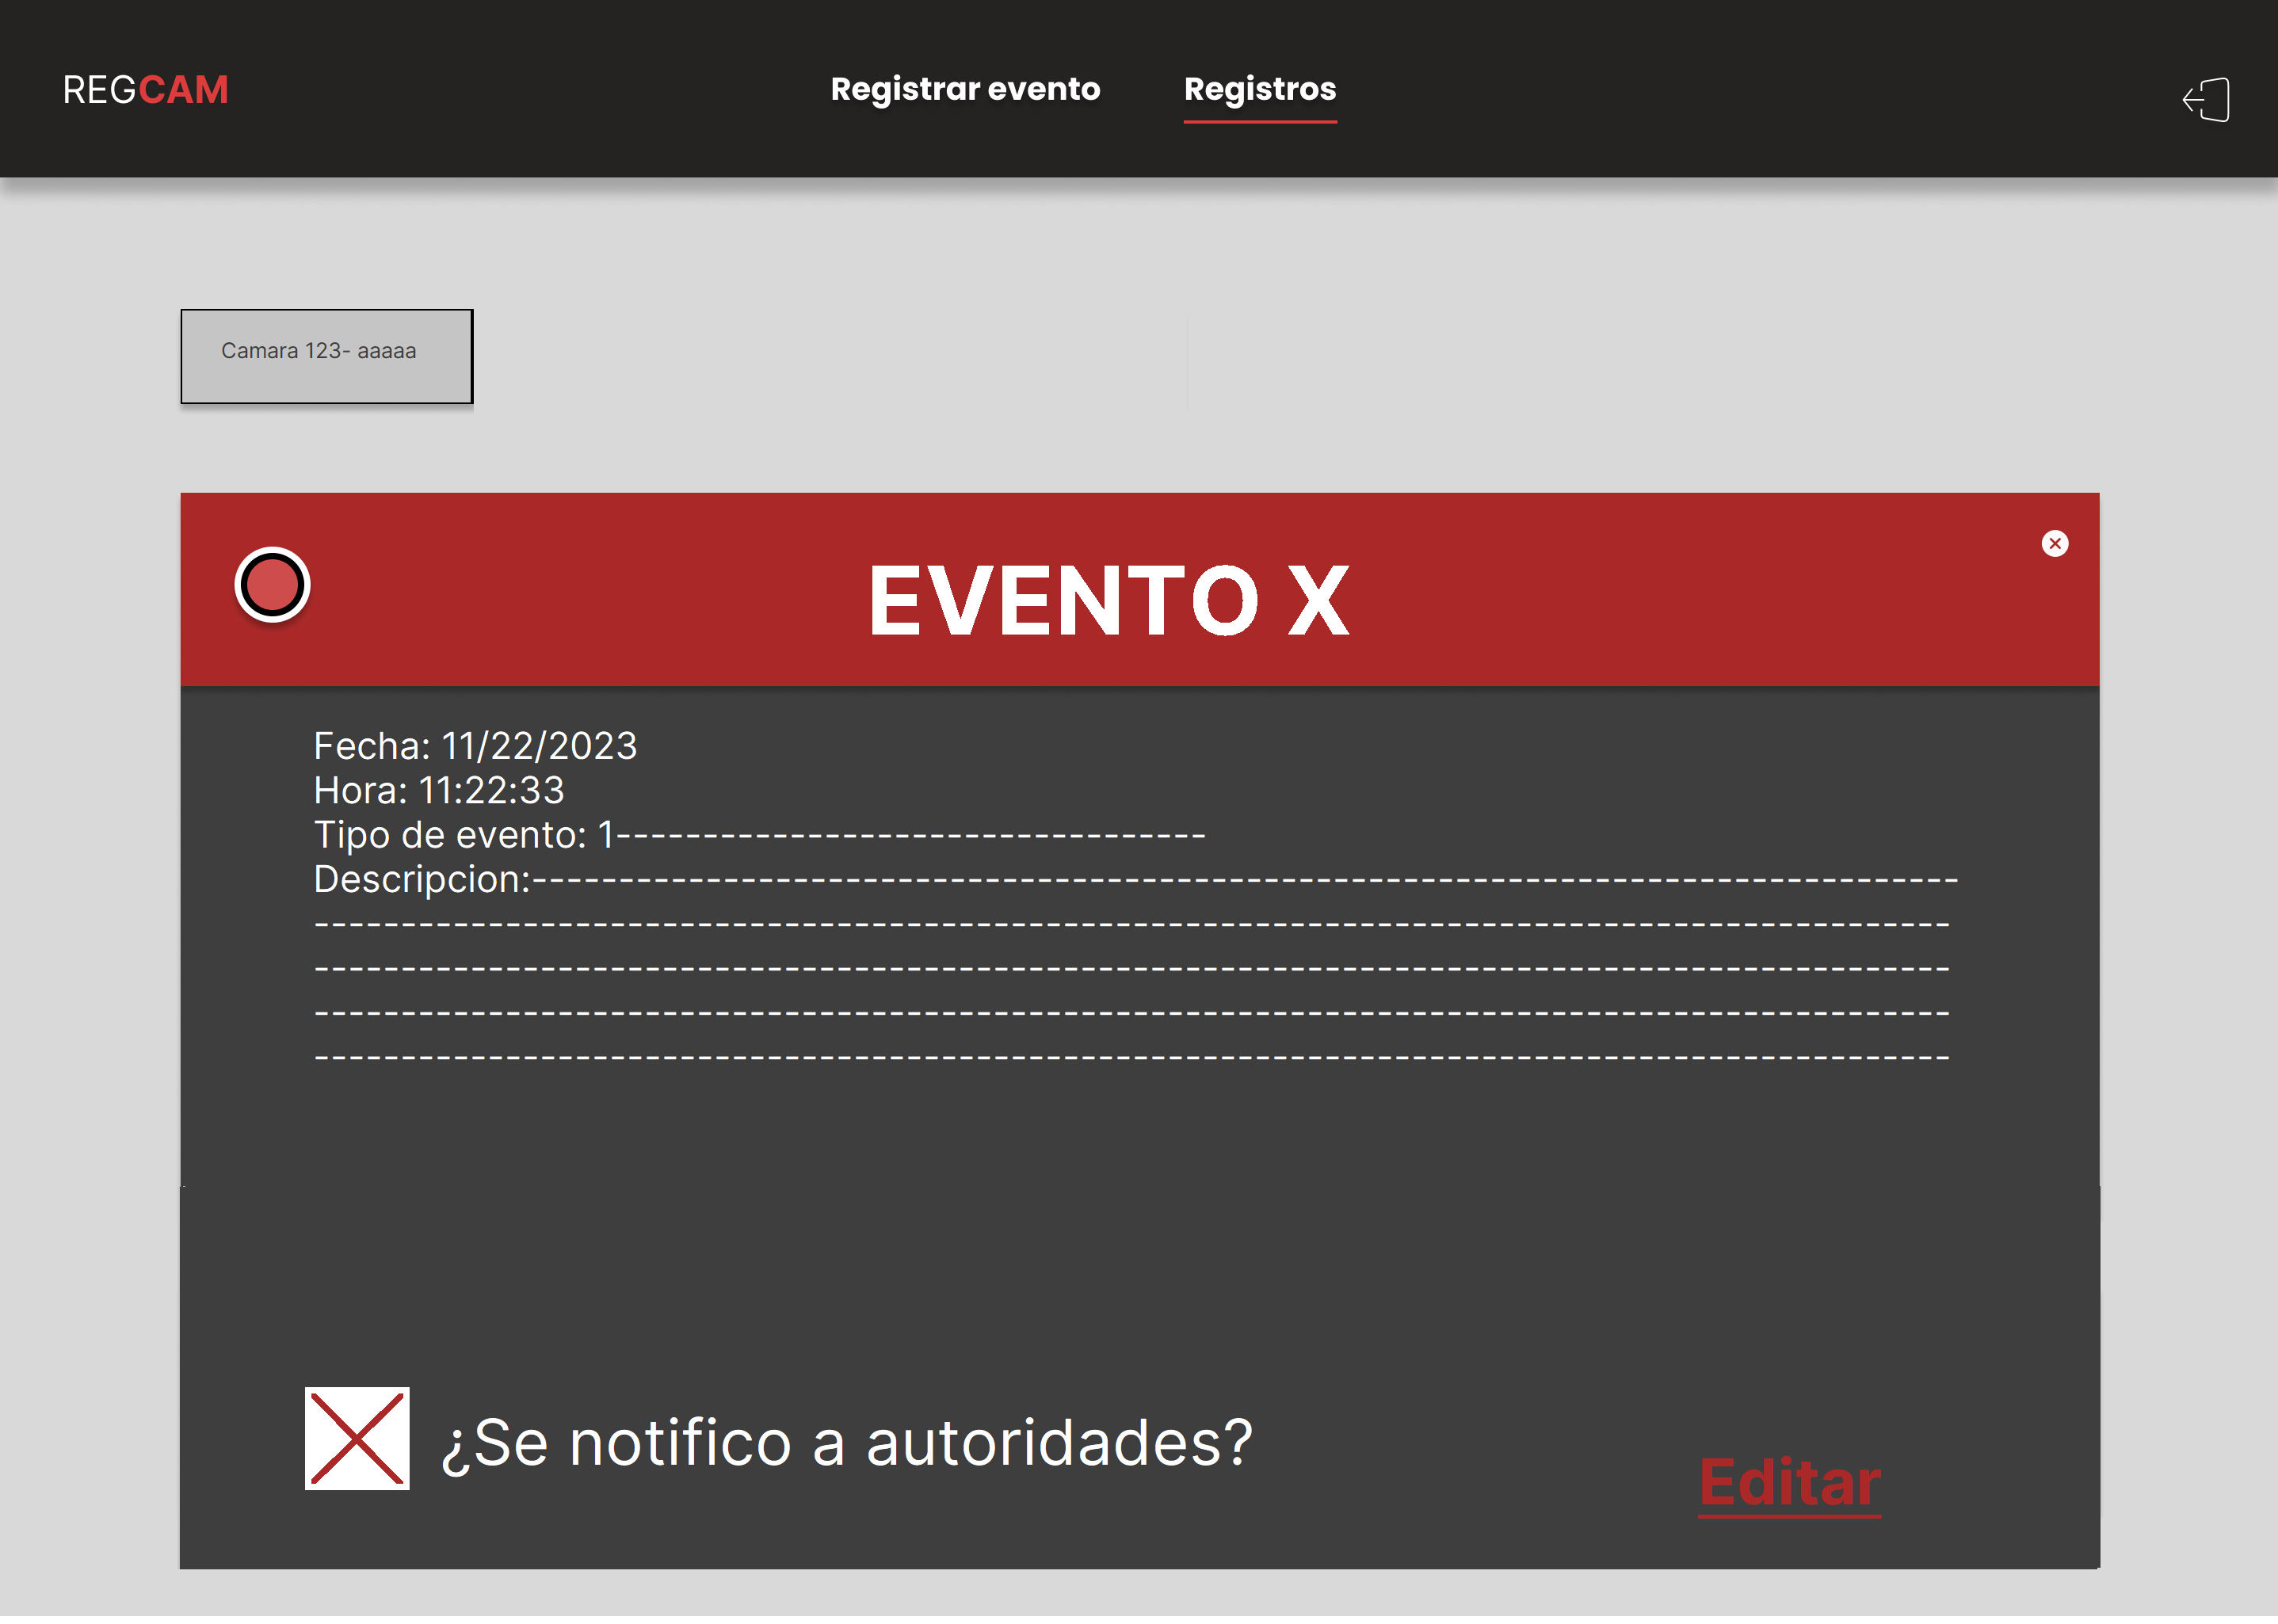 REGCAM
Registrar evento
Registros
Camara 123- aaaaa
EVENTO X
Fecha: 11/22/2023
Hora: 11:22:33
Tipo de evento: 1----------------------------------
Descripcion:----------------------------------------------------------------------------------
----------------------------------------------------------------------------------------------
----------------------------------------------------------------------------------------------
----------------------------------------------------------------------------------------------
----------------------------------------------------------------------------------------------
¿Se notifico a autoridades?
Editar